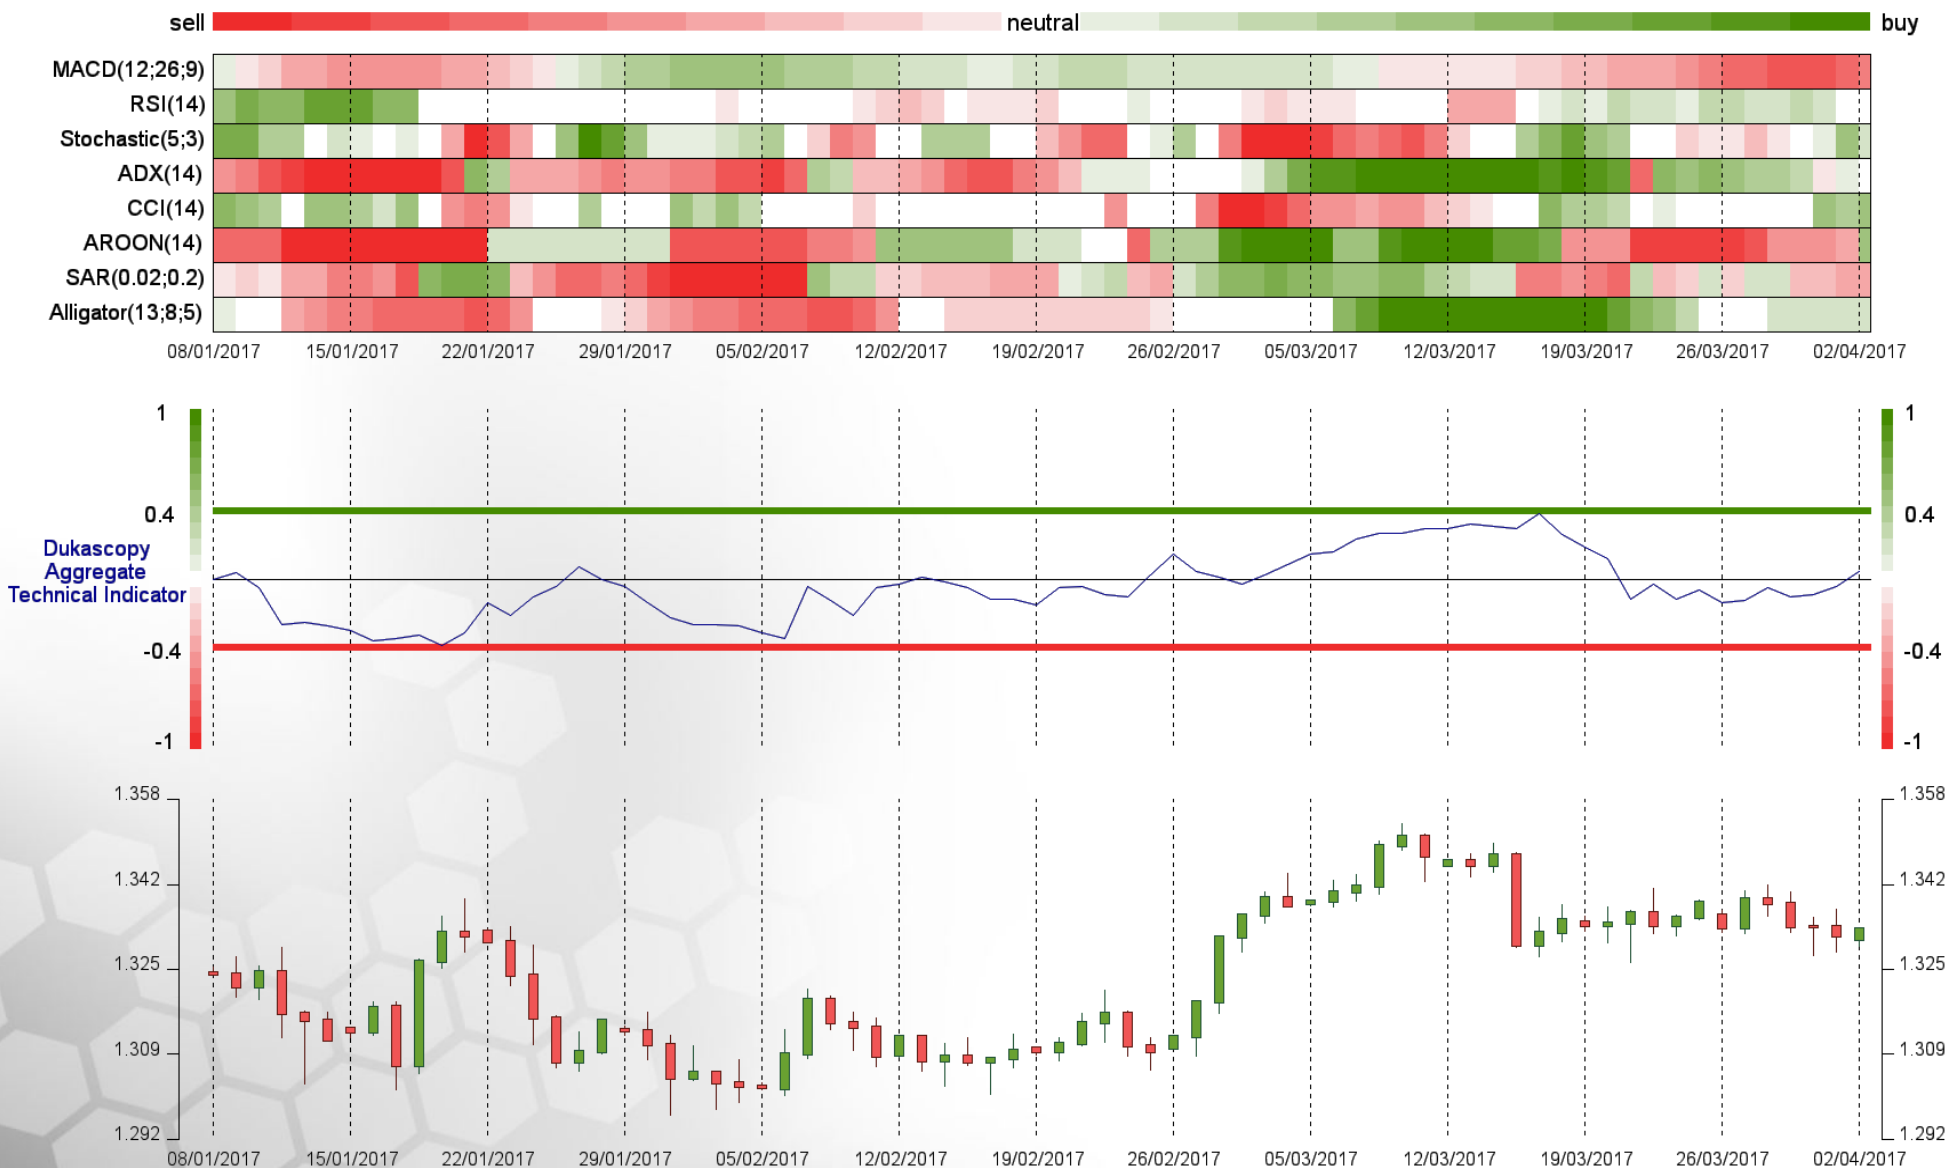 sell neutral buy
MACD(12;26;9)
RSI(14)
Stochastic(5;3)
ADX(14)
CCI(14)
AROON(14)
SAR(0.02;0.2)
Alligator(13;8;5)
08/01/2017 15/01/2017 22/01/2017 29/01/2017 05/02/2017 12/02/2017 19/02/2017 26/02/2017 05/03/2017 12/03/2017 19/03/2017 26/03/2017 02/04/2017
1 1
0.4 0.4
Dukascopy
Aggregate
Technical Indicator
-0.4 -0.4
-1 -1
1.358 1.358
1.342 1.342
1.325 1.325
1.309 1.309
1.292 1.292
08/01/2017 15/01/2017 22/01/2017 29/01/2017 05/02/2017 12/02/2017 19/02/2017 26/02/2017 05/03/2017 12/03/2017 19/03/2017 26/03/2017 02/04/2017